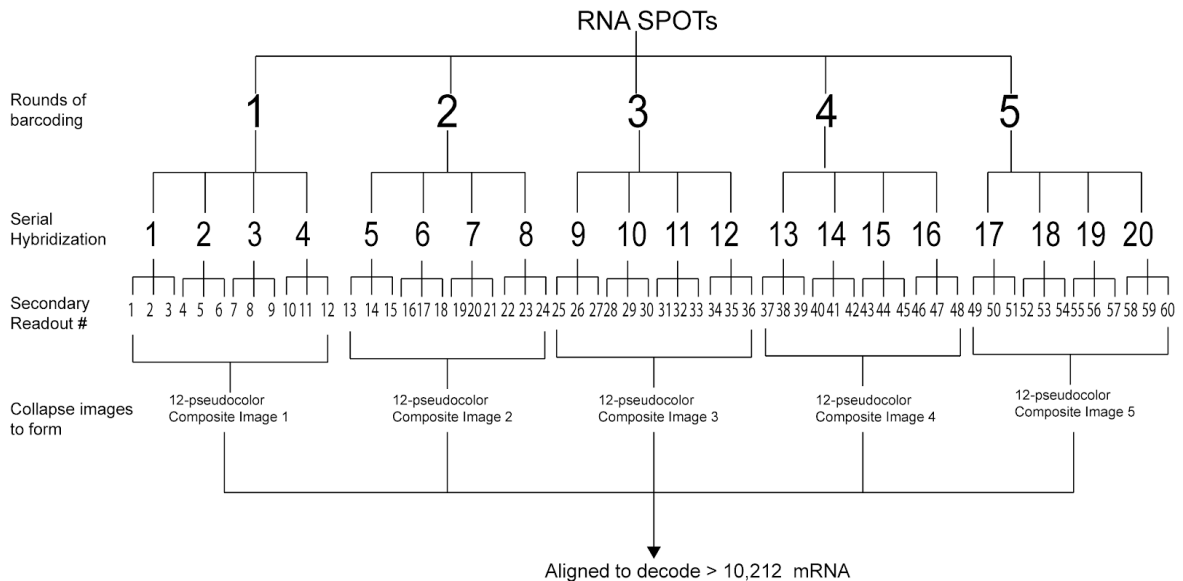 RNA SPOTs
Rounds of
barcoding
1 2 3 4 5
Serial
Hybridization
1 2 3 4 5 6 7 8 9 10 11 12 13 14 15 16 17 18 19 20
Secondary
Readout #
1 2 3 4 5 6 7 8 9 10 11 12 13 14 15 16 17 18 19 20 21 22 23 24 25 26 27 28 29 30 31 32 33 34 35 36 37 38 39 40 41 42 43 44 45 46 47 48 49 50 51 52 53 54 55 56 57 58 59 60
Collapse images
to form
12-pseudocolor
Composite Image 1
12-pseudocolor
Composite Image 2
12-pseudocolor
Composite Image 3
12-pseudocolor
Composite Image 4
12-pseudocolor
Composite Image 5
Aligned to decode > 10,212 mRNA